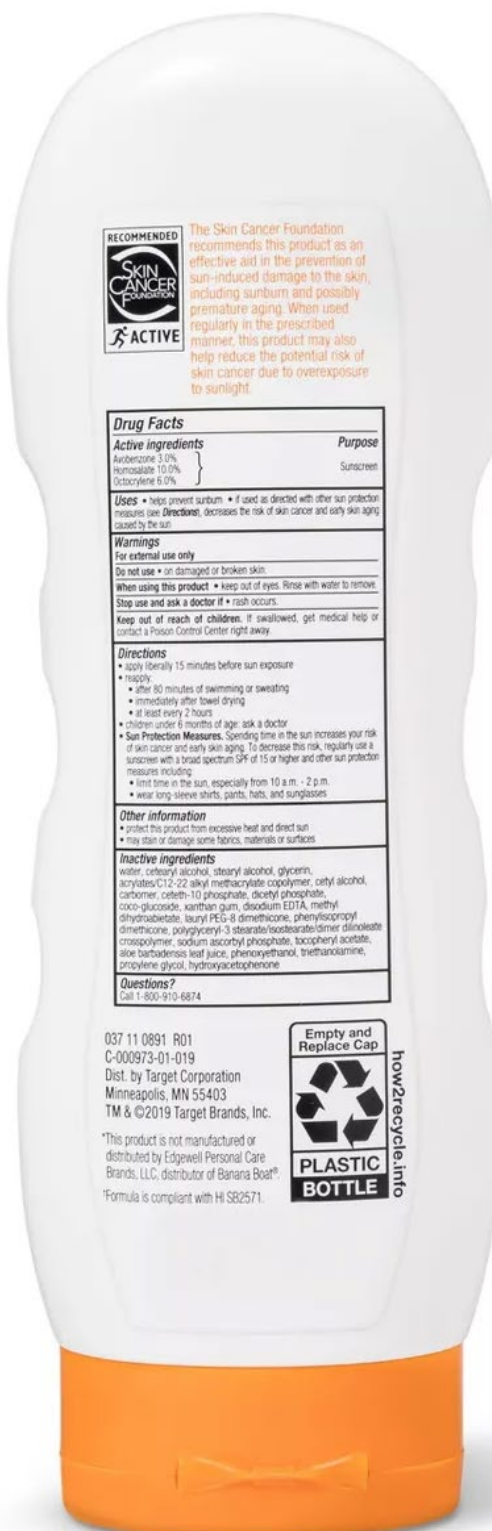 RECOMMENDED
SKIN
CANCER
FOUNDATION
ACTIVE
The Skin Cancer Foundation
recommends this product as an
effective aid in the prevention of
sun-induced damage to the skin,
including sunburn and possibly
premature aging. When used
regularly in the prescribed
manner, this product may also
help reduce the potential risk of
skin cancer due to overexposure
to sunlight.
Drug Facts
Active ingredients Purpose
Avobenzone 3.0%
Homosalate 10.0% Sunscreen
Octocrylene 6.0%
Uses • helps prevent sunburn • if used as directed with other sun protection
measures (see Directions), decreases the risk of skin cancer and early skin aging
caused by the sun
Warnings
For external use only
Do not use • on damaged or broken skin.
When using this product • keep out of eyes. Rinse with water to remove.
Stop use and ask a doctor if • rash occurs.
Keep out of reach of children. If swallowed, get medical help or
contact a Poison Control Center right away.
Directions
• apply liberally 15 minutes before sun exposure
• reapply:
• after 80 minutes of swimming or sweating
• immediately after towel drying
• at least every 2 hours
• children under 6 months of age: ask a doctor
• Sun Protection Measures. Spending time in the sun increases your risk
of skin cancer and early skin aging. To decrease this risk, regularly use a
sunscreen with a broad spectrum SPF of 15 or higher and other sun protection
measures including:
• limit time in the sun, especially from 10 a.m. - 2 p.m.
• wear long-sleeve shirts, pants, hats, and sunglasses
Other information
• protect this product from excessive heat and direct sun
• may stain or damage some fabrics, materials or surfaces
Inactive ingredients
water, cetearyl alcohol, stearyl alcohol, glycerin,
acrylates/C12-22 alkyl methacrylate copolymer, cetyl alcohol,
carbomer, ceteth-10 phosphate, dicetyl phosphate,
coco-glucoside, xanthan gum, disodium EDTA, methyl
dihydroabietate, lauryl PEG-8 dimethicone, phenylisopropyl
dimethicone, polyglyceryl-3 stearate/isostearate/dimer dilinoleate
crosspolymer, sodium ascorbyl phosphate, tocopheryl acetate,
aloe barbadensis leaf juice, phenoxyethanol, triethanolamine,
propylene glycol, hydroxyacetophenone
Questions?
Call 1-800-910-6874
037 11 0891 R01
C-000973-01-019
Dist. by Target Corporation
Minneapolis, MN 55403
TM & ©2019 Target Brands, Inc.
*This product is not manufactured or
distributed by Edgewell Personal Care
Brands, LLC, distributor of Banana Boat®.
†Formula is compliant with HI SB2571.
Empty and
Replace Cap
PLASTIC
BOTTLE
how2recycle.info